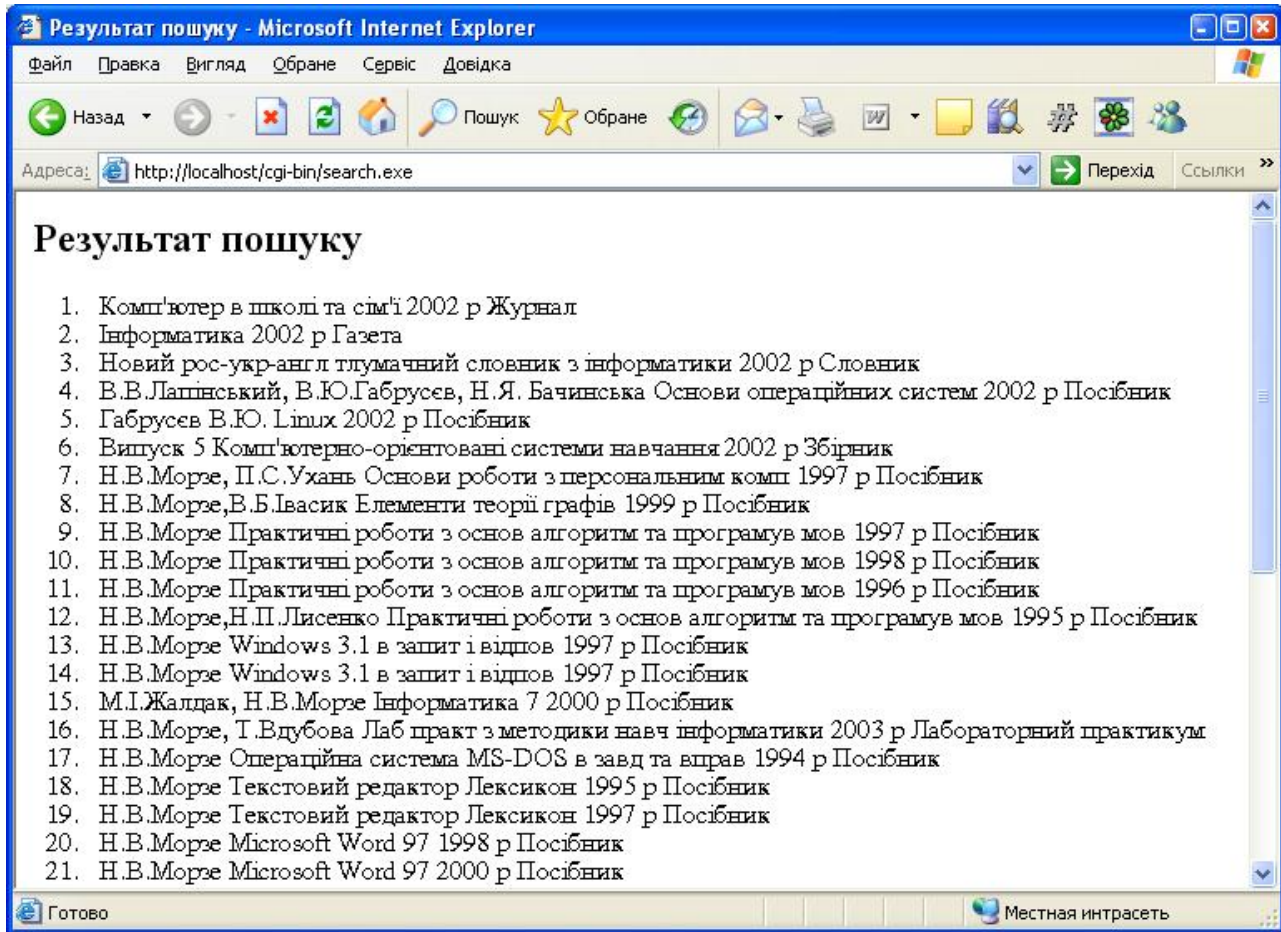 Результат пошуку - Microsoft Internet Explorer
Файл Правка Вигляд Обране Сервіс Довідка
Назад Пошук Обране
Адреса: http://localhost/cgi-bin/search.exe Перехід Ссылки »
Результат пошуку
1. Комп'ютер в школі та сім'ї 2002 р Журнал
2. Інформатика 2002 р Газета
3. Новий рос-укр-англ тлумачний словник з інформатики 2002 р Словник
4. В.В.Лапінський, В.Ю.Габрусєв, Н.Я. Бачинська Основи операційних систем 2002 р Посібник
5. Габрусєв В.Ю. Linux 2002 р Посібник
6. Випуск 5 Комп'ютерно-орієнтовані системи навчання 2002 р Збірник
7. Н.В.Морзе, П.С.Ухань Основи роботи з персональним комп 1997 р Посібник
8. Н.В.Морзе,В.Б.Івасик Елементи теорії графів 1999 р Посібник
9. Н.В.Морзе Практичні роботи з основ алгоритм та програмув мов 1997 р Посібник
10. Н.В.Морзе Практичні роботи з основ алгоритм та програмув мов 1998 р Посібник
11. Н.В.Морзе Практичні роботи з основ алгоритм та програмув мов 1996 р Посібник
12. Н.В.Морзе,Н.П.Лисенко Практичні роботи з основ алгоритм та програмув мов 1995 р Посібник
13. Н.В.Морзе Windows 3.1 в запит і відпов 1997 р Посібник
14. Н.В.Морзе Windows 3.1 в запит і відпов 1997 р Посібник
15. М.І.Жалдак, Н.В.Морзе Інформатика 7 2000 р Посібник
16. Н.В.Морзе, Т.Вдубова Лаб практ з методики навч інформатики 2003 р Лабораторний практикум
17. Н.В.Морзе Операційна система MS-DOS в завд та вправ 1994 р Посібник
18. Н.В.Морзе Текстовий редактор Лексикон 1995 р Посібник
19. Н.В.Морзе Текстовий редактор Лексикон 1997 р Посібник
20. Н.В.Морзе Microsoft Word 97 1998 р Посібник
21. Н.В.Морзе Microsoft Word 97 2000 р Посібник
Готово Местная интрасеть